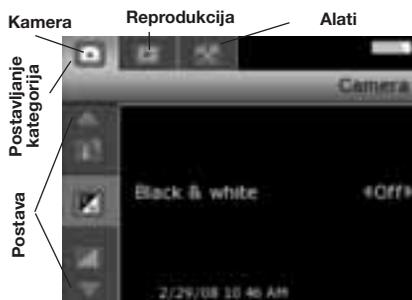 Kamera
Reprodukcija
Alati
Postavljanje
kategorija
Camera
Postava
Black & white
Off
2/29/08 10:46 AM